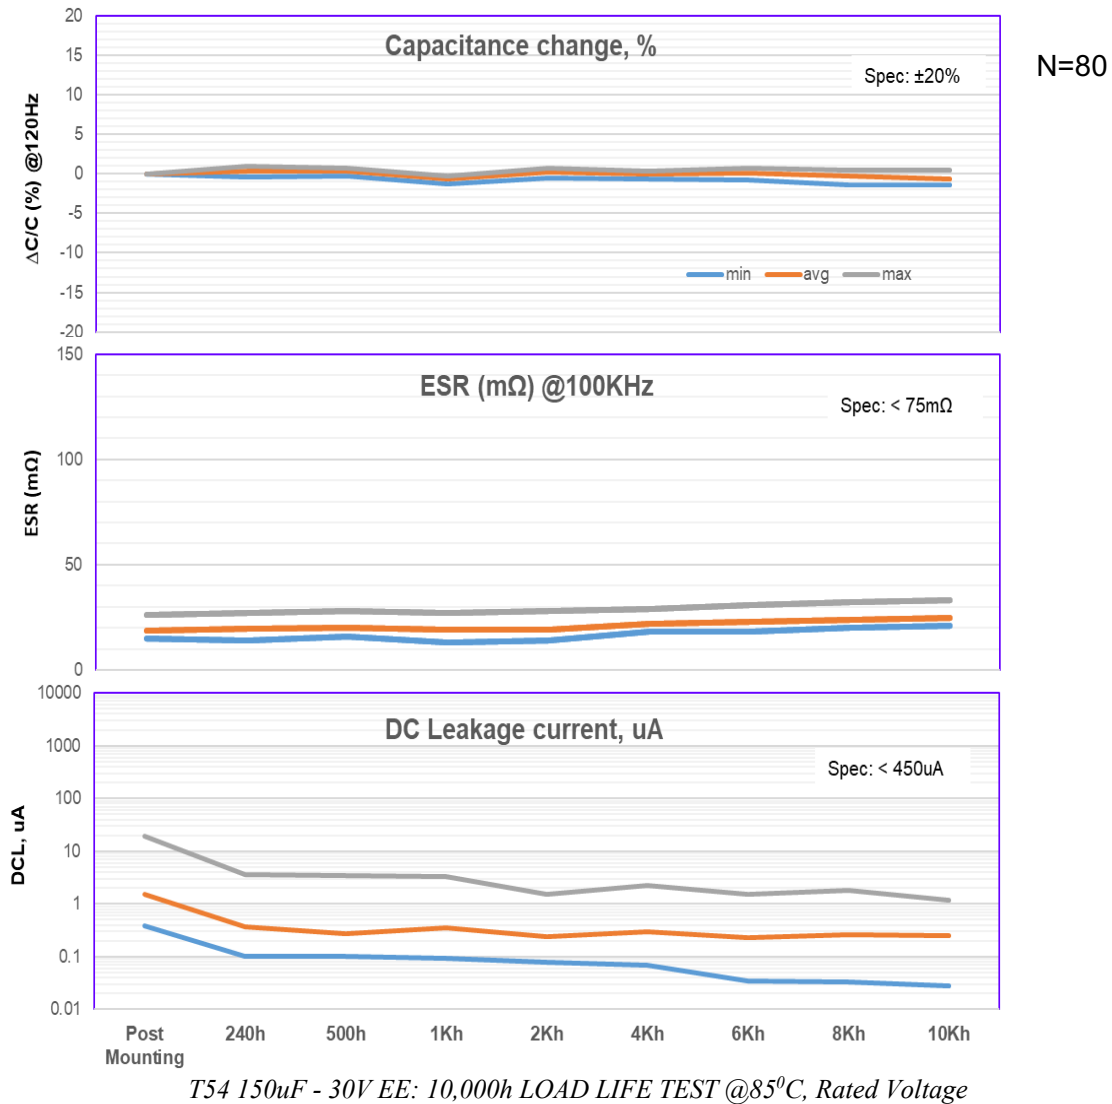 20
Capacitance change, %
15
Spec: ±20%
N=80
10
5
0
-5
-10
-15
-20
ΔC/C (%) @120Hz
min avg max
150
ESR (mΩ) @100KHz
Spec: < 75mΩ
100
50
0
ESR (mΩ)
10000
DC Leakage current, uA
1000
Spec: < 450uA
100
10
1
0.1
0.01
DCL, uA
Post Mounting 240h 500h 1Kh 2Kh 4Kh 6Kh 8Kh 10Kh
T54 150uF - 30V EE: 10,000h LOAD LIFE TEST @85⁰C, Rated Voltage